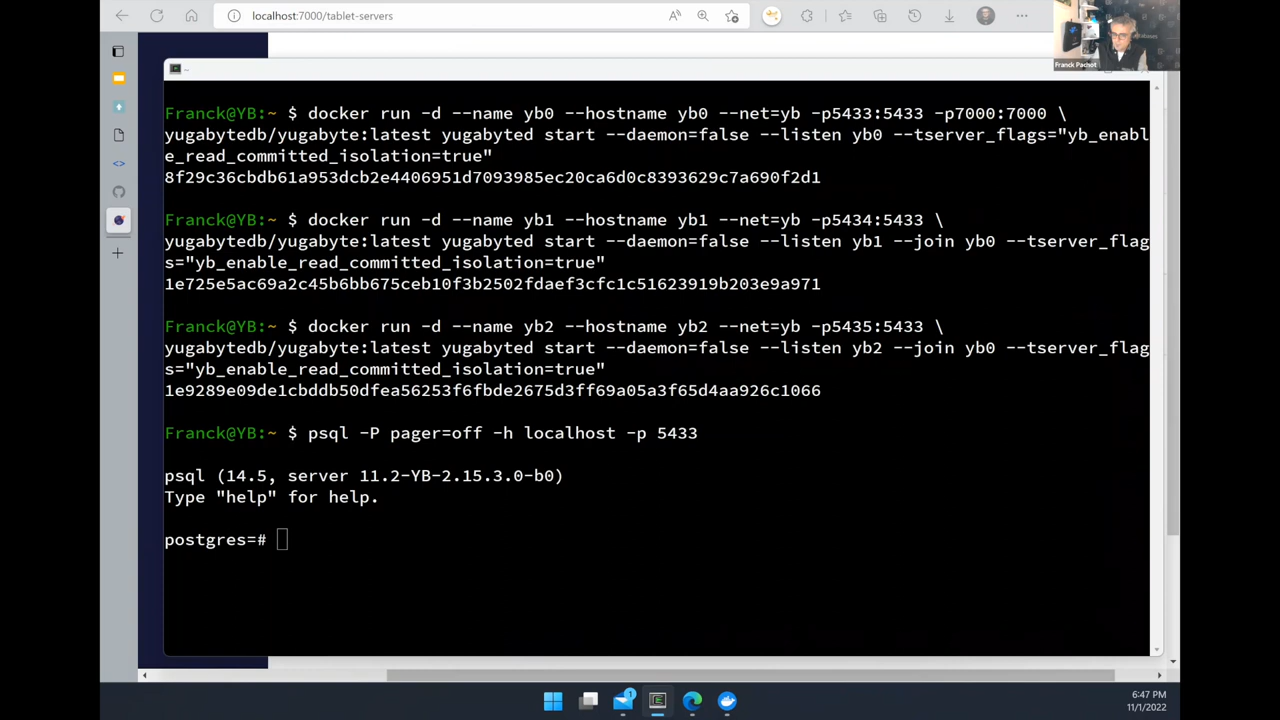 localhost:7000/tablet-servers
Franck Pachot
Franck@YB:~ $ docker run -d --name yb0 --hostname yb0 --net=yb -p5433:5433 -p7000:7000 \
yugabytedb/yugabyte:latest yugabyted start --daemon=false --listen yb0 --tserver_flags="yb_enabl
e_read_committed_isolation=true"
8f29c36cbdb61a953dcb2e4406951d7093985ec20ca6d0c8393629c7a690f2d1
Franck@YB:~ $ docker run -d --name yb1 --hostname yb1 --net=yb -p5434:5433 \
yugabytedb/yugabyte:latest yugabyted start --daemon=false --listen yb1 --join yb0 --tserver_flag
s="yb_enable_read_committed_isolation=true"
1e725e5ac69a2c45b6bb675ceb10f3b2502fdaef3cfc1c51623919b203e9a971
Franck@YB:~ $ docker run -d --name yb2 --hostname yb2 --net=yb -p5435:5433 \
yugabytedb/yugabyte:latest yugabyted start --daemon=false --listen yb2 --join yb0 --tserver_flag
s="yb_enable_read_committed_isolation=true"
1e9289e09de1cbddb50dfea56253f6fbde2675d3ff69a05a3f65d4aa926c1066
Franck@YB:~ $ psql -P pager=off -h localhost -p 5433
psql (14.5, server 11.2-YB-2.15.3.0-b0)
Type "help" for help.
postgres=#
6:47 PM
11/1/2022